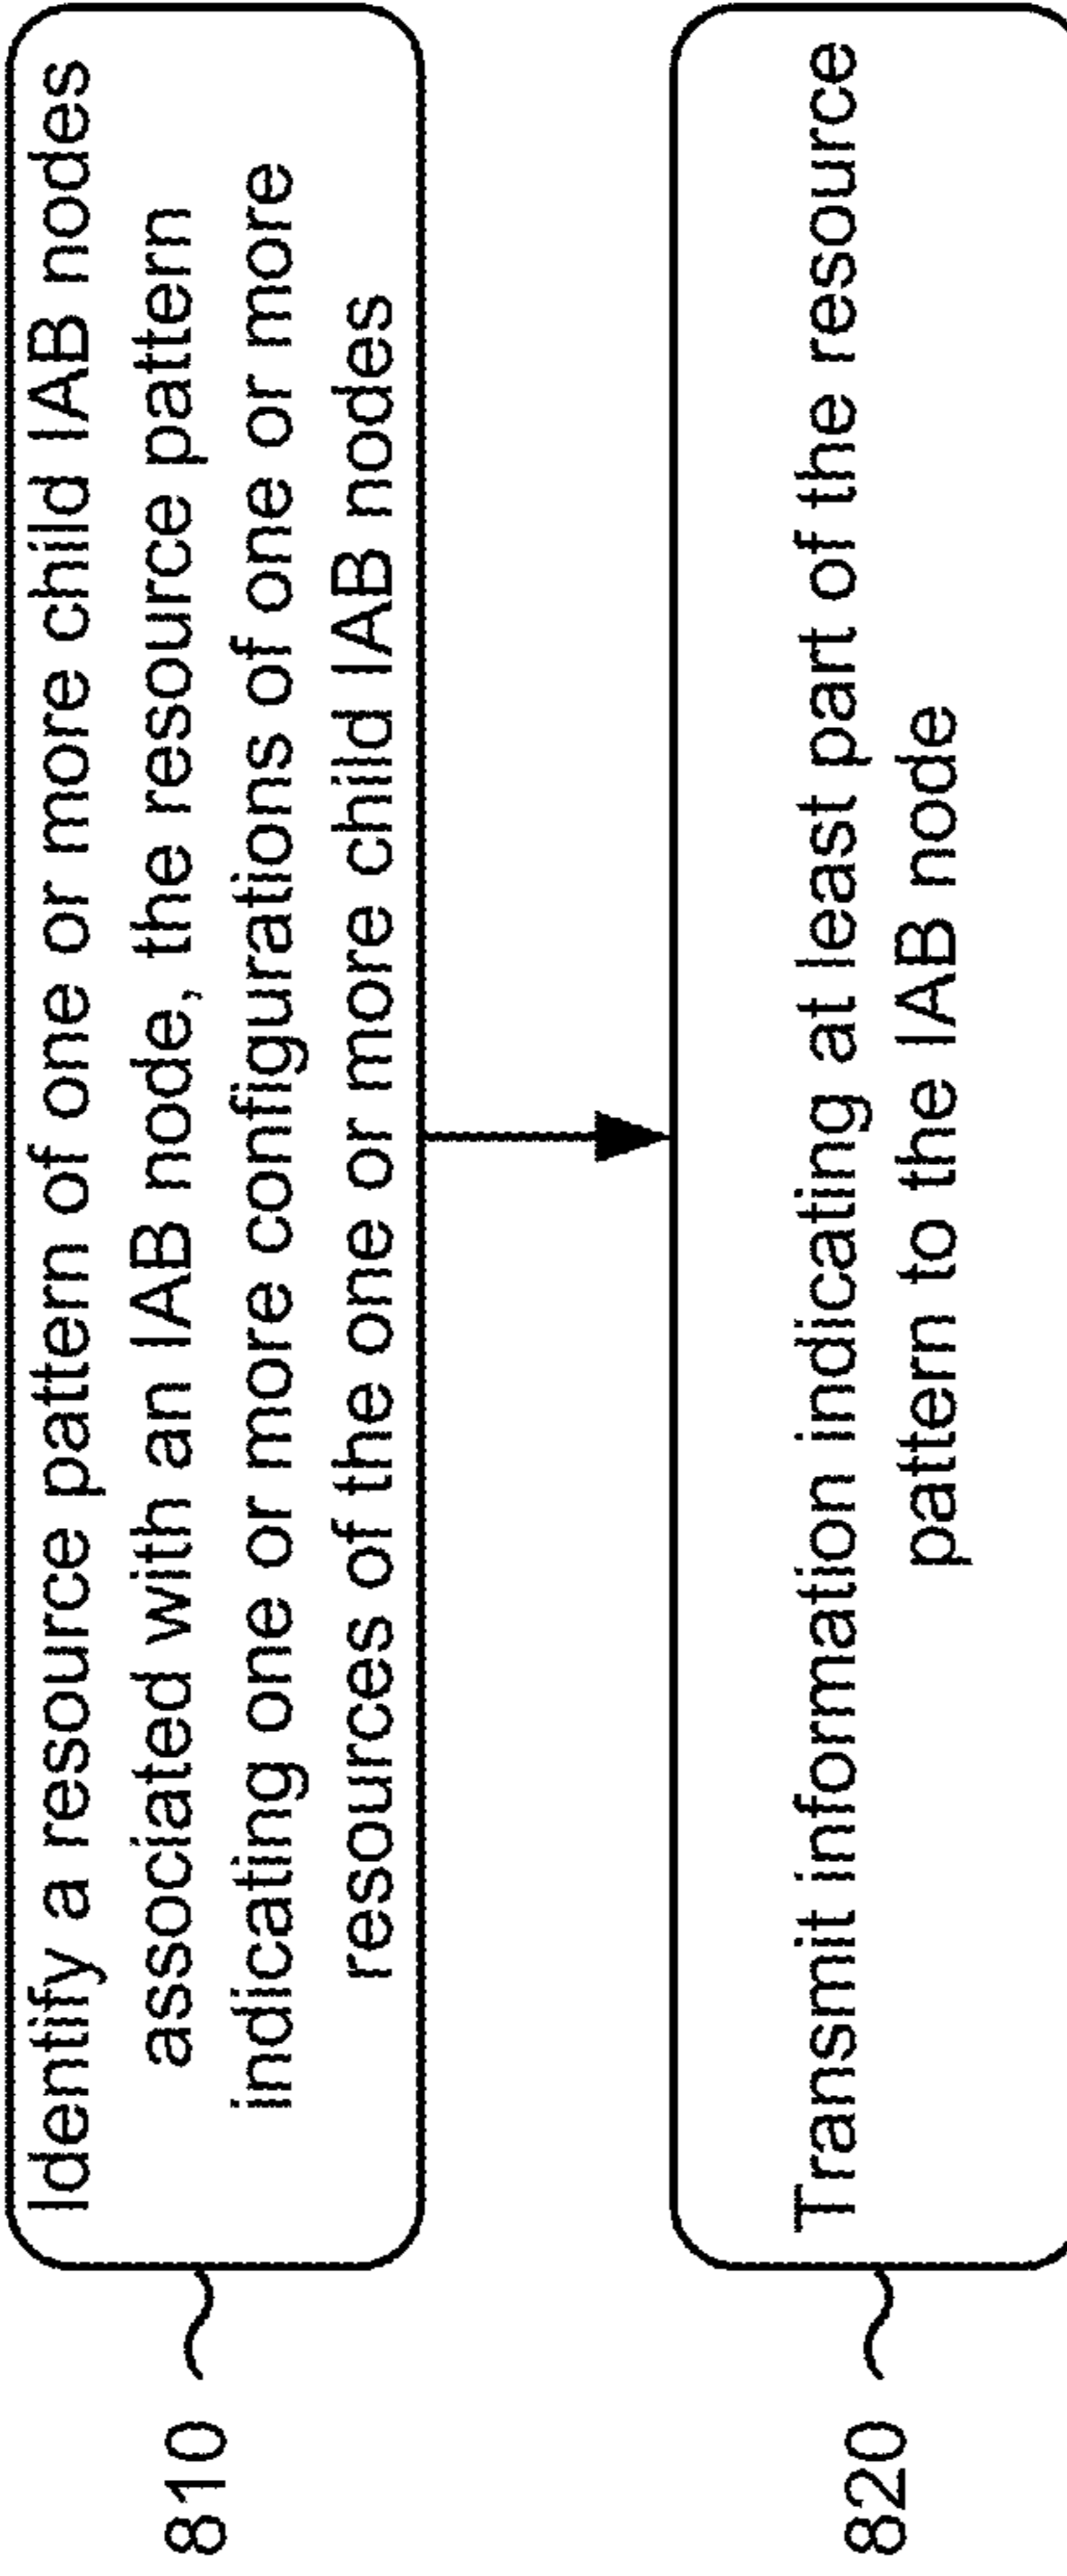 810
Identify a resource pattern of one or more child IAB nodes
associated with an IAB node, the resource pattern
indicating one or more configurations of one or more
resources of the one or more child IAB nodes
820
Transmit information indicating at least part of the resource
pattern to the IAB node